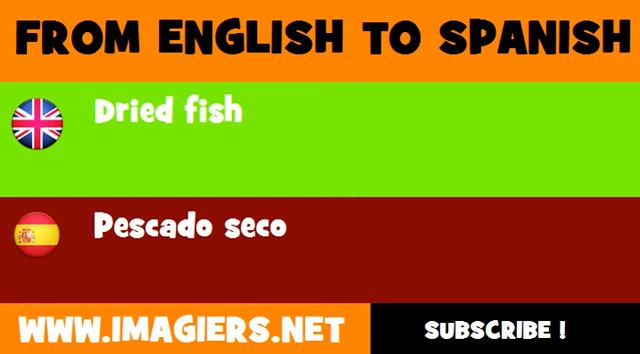 FROM ENGLISH TO SPANISH
Dried fish
Pescado seco
WWW.IMAGIERS.NET
SUBSCRIBE !